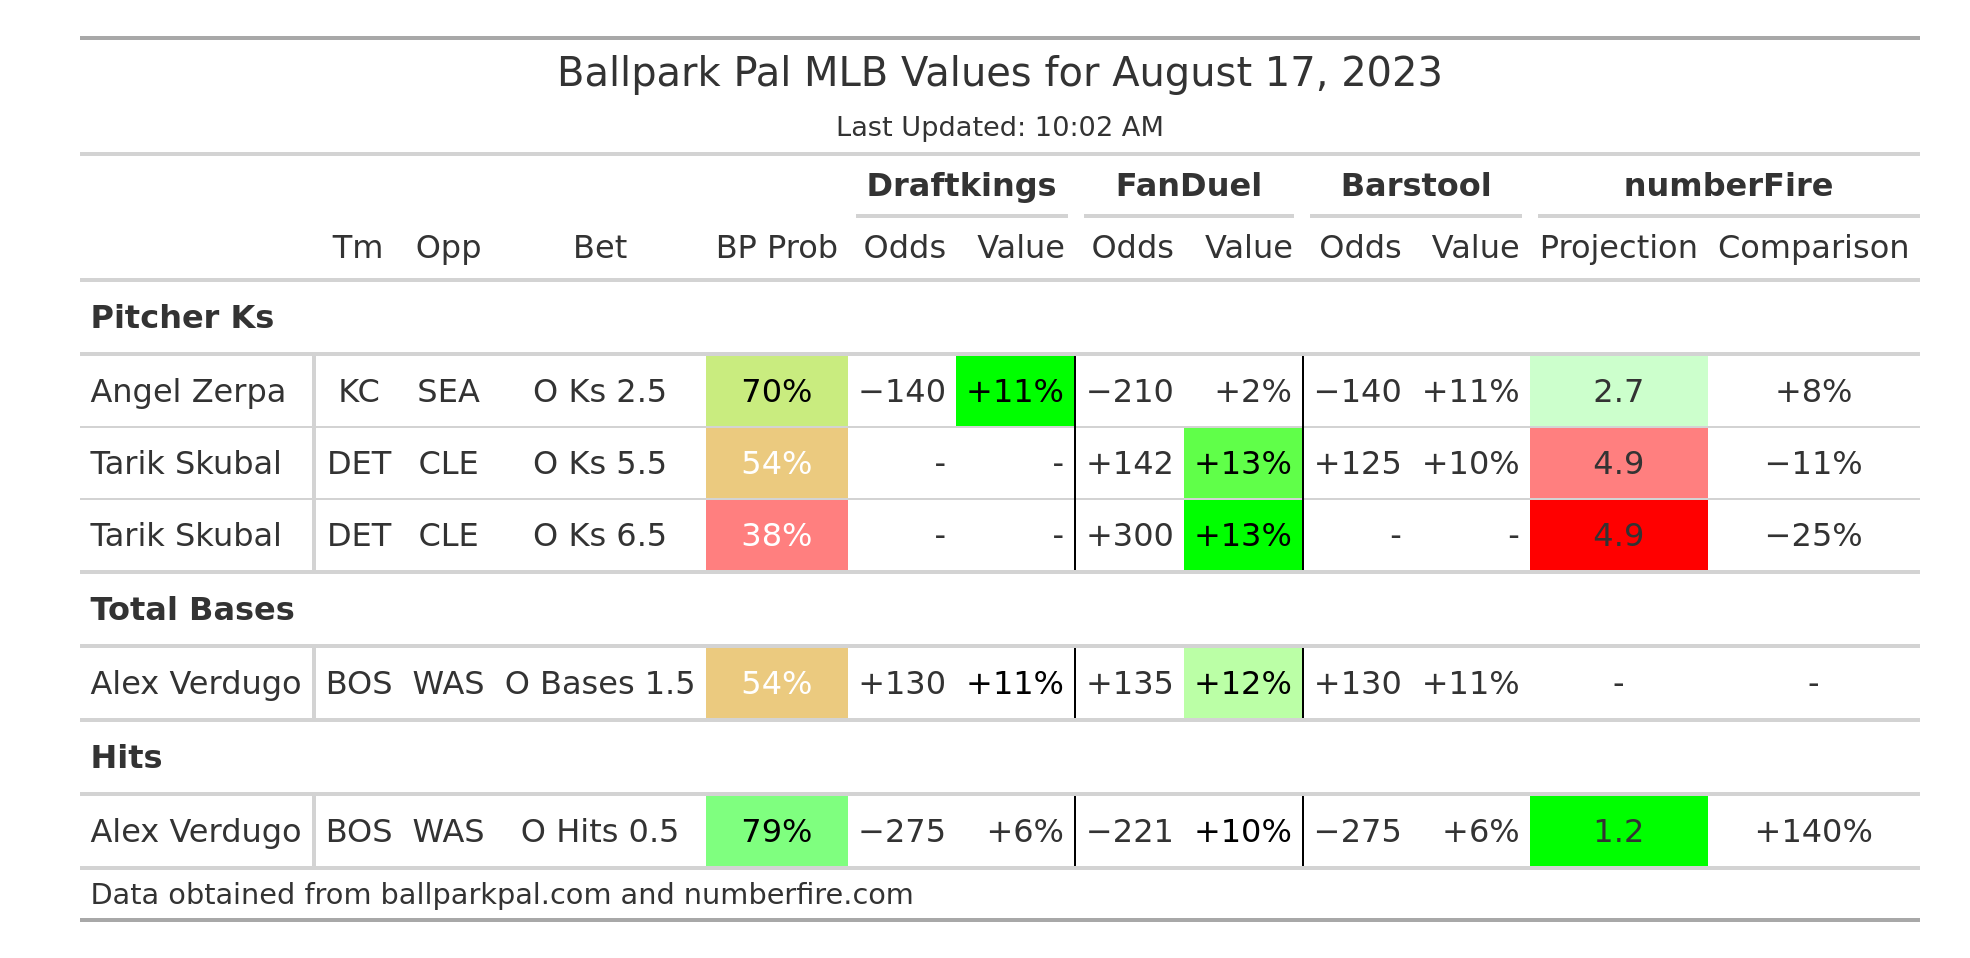 Ballpark Pal MLB Values for August 17, 2023
Last Updated: 10:02 AM
Draftkings FanDuel Barstool numberFire
Tm Opp Bet BP Prob Odds Value Odds Value Odds Value Projection Comparison
Pitcher Ks
Angel Zerpa KC SEA O Ks 2.5 70% −140 +11% −210 +2% −140 +11% 2.7 +8%
Tarik Skubal DET CLE O Ks 5.5 54% - - +142 +13% +125 +10% 4.9 −11%
Tarik Skubal DET CLE O Ks 6.5 38% - - +300 +13% - - 4.9 −25%
Total Bases
Alex Verdugo BOS WAS O Bases 1.5 54% +130 +11% +135 +12% +130 +11% - -
Hits
Alex Verdugo BOS WAS O Hits 0.5 79% −275 +6% −221 +10% −275 +6% 1.2 +140%
Data obtained from ballparkpal.com and numberfire.com